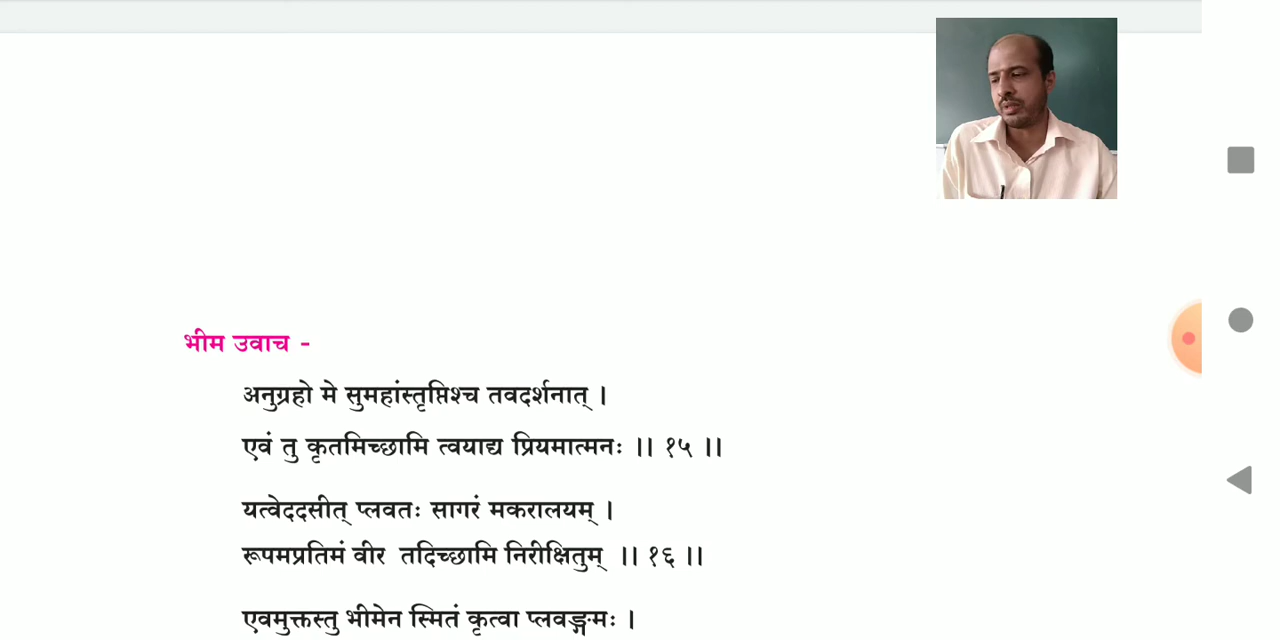 भीम उवाच -
अनुग्रहो मे सुमहांस्तृप्तिश्च तवदर्शनात् ।
एवं तु कृतमिच्छामि त्वयाद्य प्रियमात्मनः ।। १५ ।।
यत्वेददसीत् प्लवतः सागरं मकरालयम् ।
रूपमप्रतिमं वीर तदिच्छामि निरीक्षितुम् ।। १६ ।।
एवमुक्तस्तु भीमेन स्मितं कृत्वा प्लवङ्गमः ।